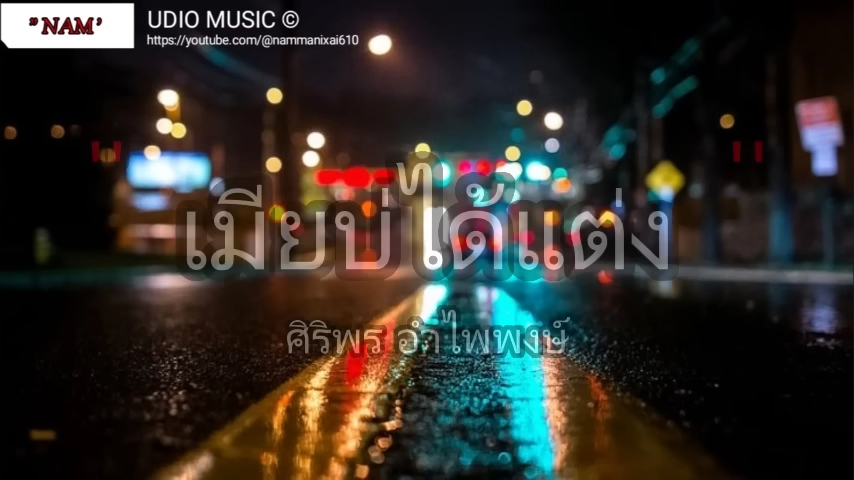 "NAM'
UDIO MUSIC ©
https://youtube.com/@nammanixai610
" เมียบ่ได้แต่ง "
ศิริพร อำไพพงษ์